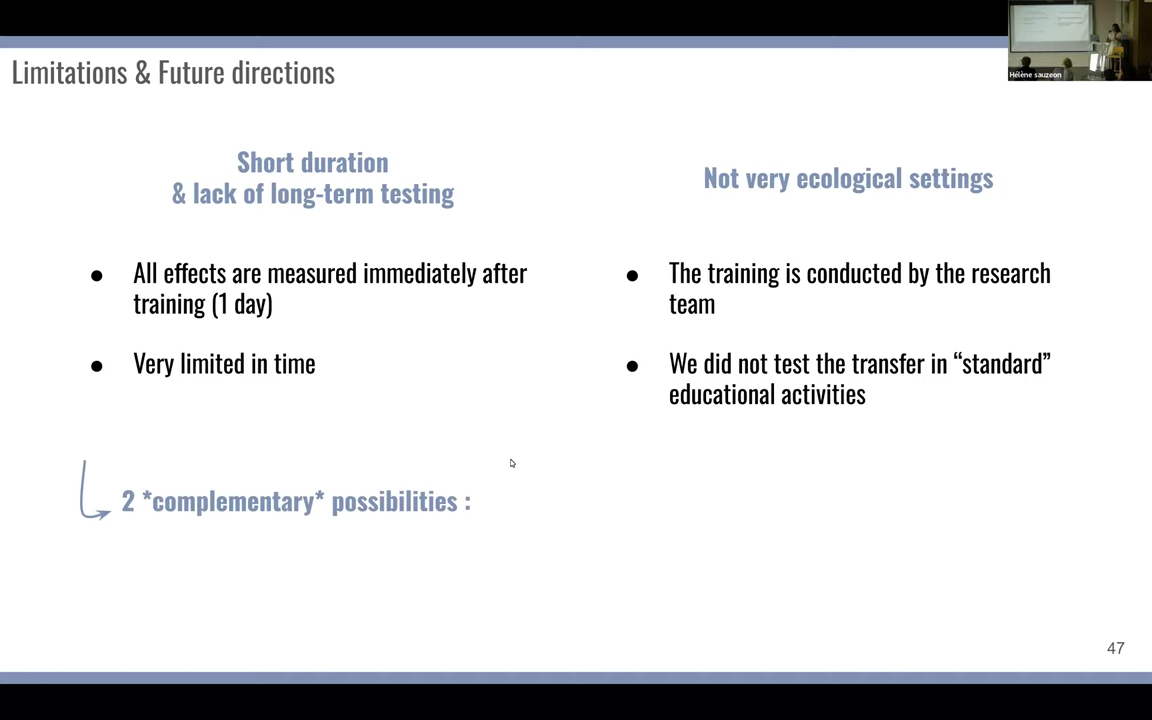 Limitations & Future directions
Hélène sauzeon
Short duration
& lack of long-term testing
● All effects are measured immediately after
training (1 day)
● Very limited in time
Not very ecological settings
● The training is conducted by the research
team
● We did not test the transfer in “standard”
educational activities
2 *complementary* possibilities :
47